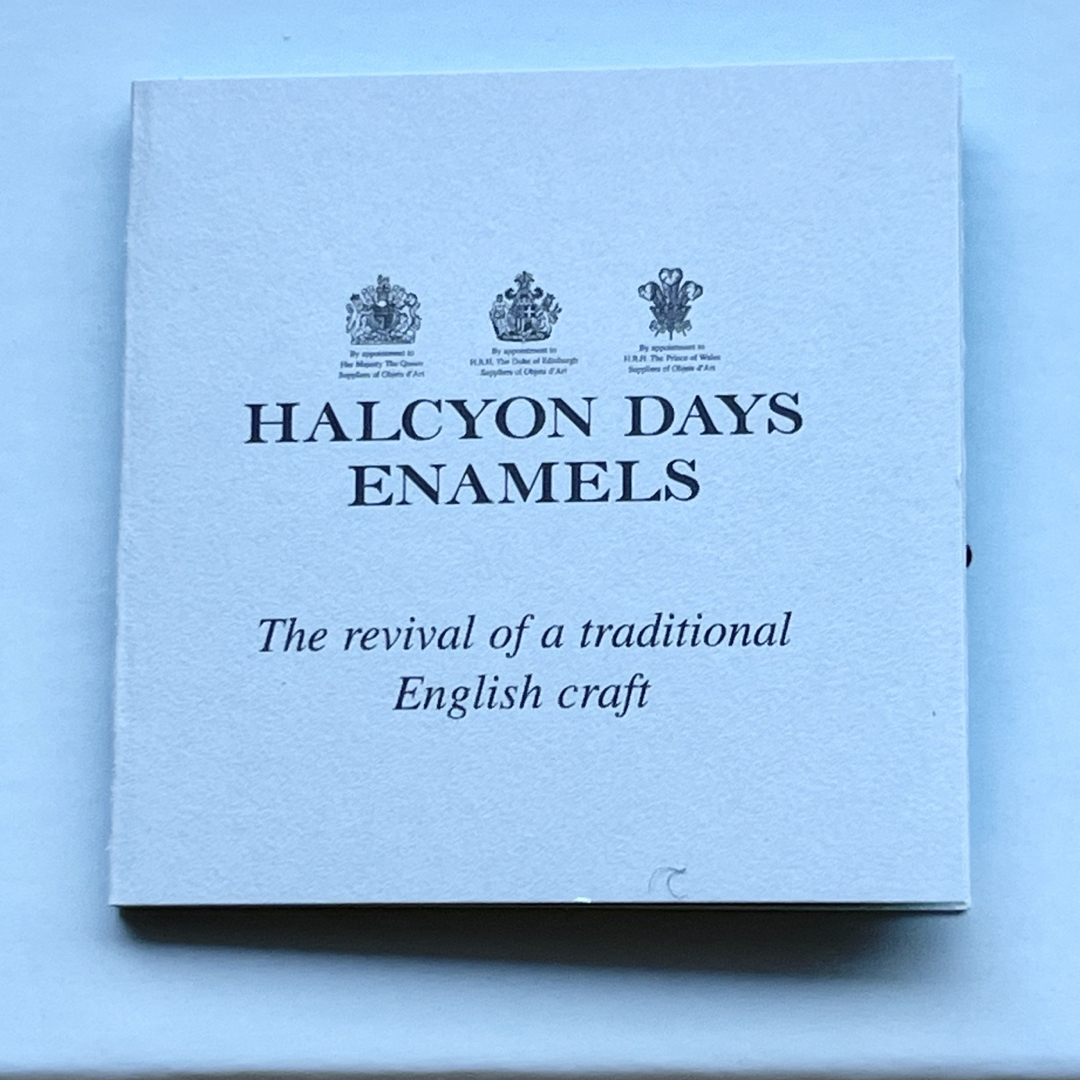 By appointment to
Her Majesty The Queen
Suppliers of Objets d'Art
By appointment to
H.R.H. The Duke of Edinburgh
Suppliers of Objets d'Art
By appointment to
H.R.H. The Prince of Wales
Suppliers of Objets d'Art
HALCYON DAYS
ENAMELS
The revival of a traditional
English craft